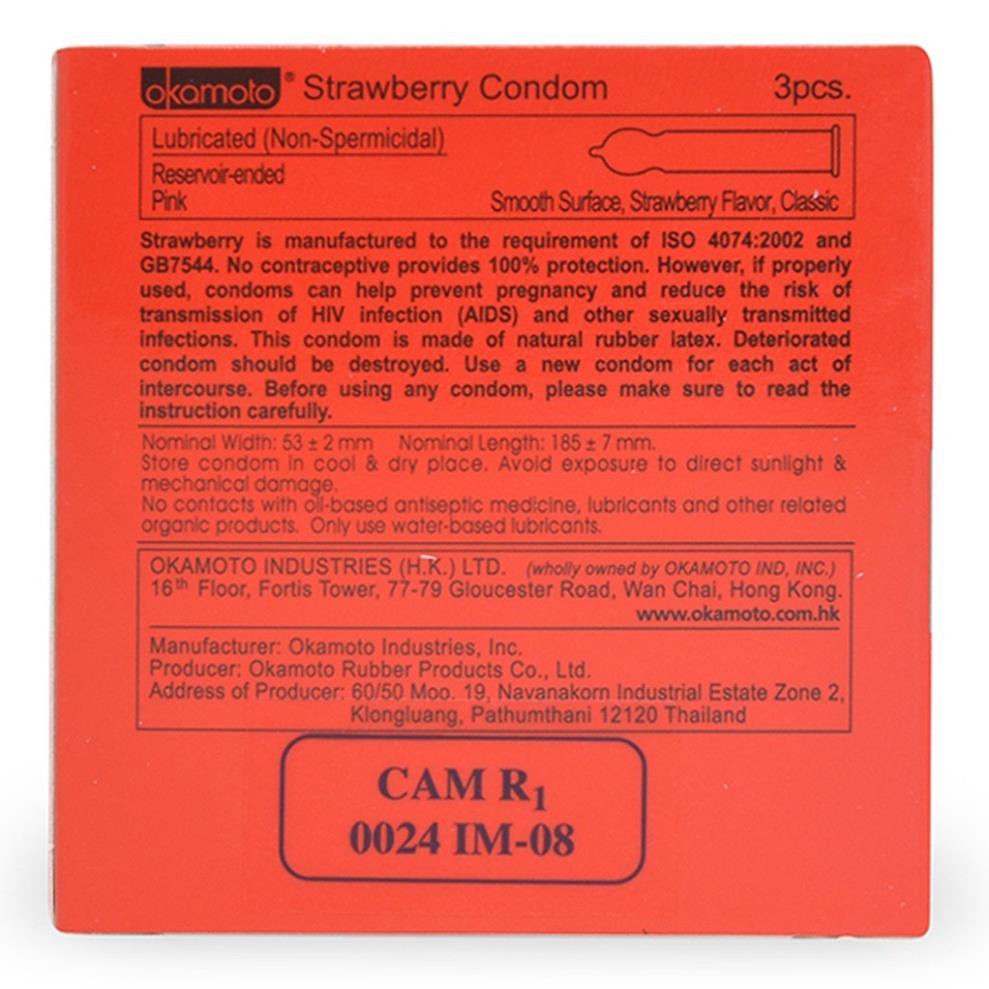 okamoto® Strawberry Condom 3pcs.
Lubricated (Non-Spermicidal)
Reservoir-ended
Pink Smooth Surface, Strawberry Flavor, Classic
Strawberry is manufactured to the requirement of ISO 4074:2002 and
GB7544. No contraceptive provides 100% protection. However, if properly
used, condoms can help prevent pregnancy and reduce the risk of
transmission of HIV infection (AIDS) and other sexually transmitted
infections. This condom is made of natural rubber latex. Deteriorated
condom should be destroyed. Use a new condom for each act of
intercourse. Before using any condom, please make sure to read the
instruction carefully.
Nominal Width: 53 ± 2 mm Nominal Length: 185 ± 7 mm.
Store condom in cool & dry place. Avoid exposure to direct sunlight &
mechanical damage.
No contacts with oil-based antiseptic medicine, lubricants and other related
organic products. Only use water-based lubricants.
OKAMOTO INDUSTRIES (H.K.) LTD. (wholly owned by OKAMOTO IND, INC.)
16th Floor, Fortis Tower, 77-79 Gloucester Road, Wan Chai, Hong Kong.
www.okamoto.com.hk
Manufacturer: Okamoto Industries, Inc.
Producer: Okamoto Rubber Products Co., Ltd.
Address of Producer: 60/50 Moo. 19, Navanakorn Industrial Estate Zone 2,
Klongluang, Pathumthani 12120 Thailand
CAM R1
0024 IM-08